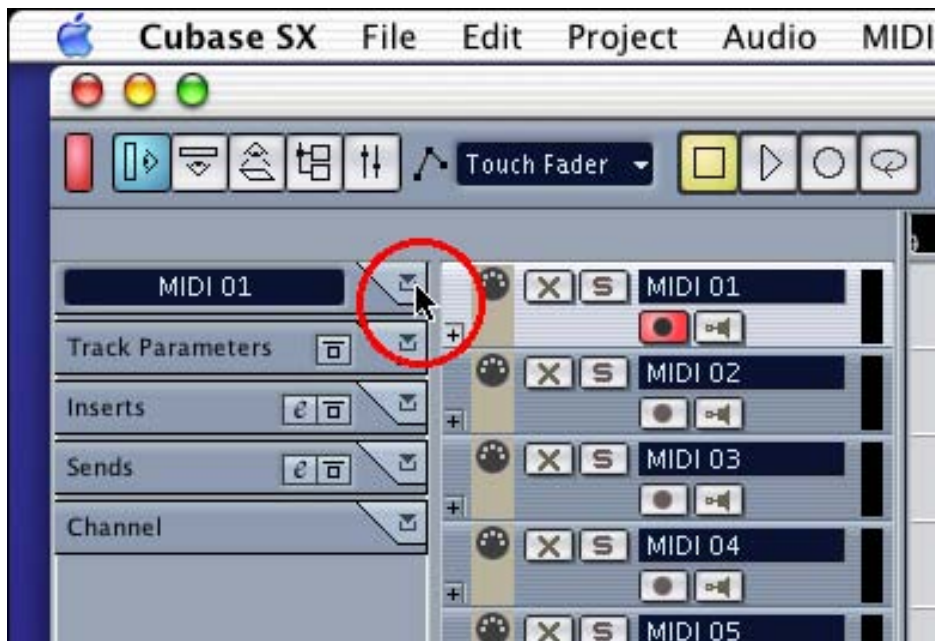 Cubase SX File Edit Project Audio MIDI
Touch Fader
MIDI 01
Track Parameters
Inserts e
Sends e
Channel
X S MIDI 01
X S MIDI 02
X S MIDI 03
X S MIDI 04
X S MIDI 05